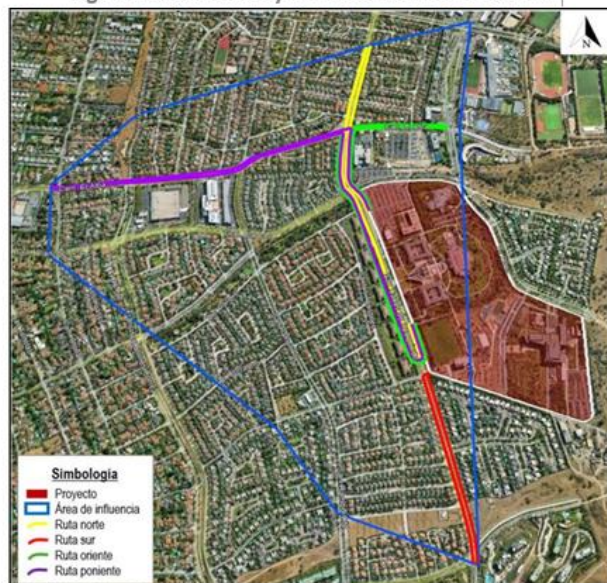 N
Simbología
Proyecto
Área de influencia
Ruta norte
Ruta sur
Ruta oriente
Ruta poniente